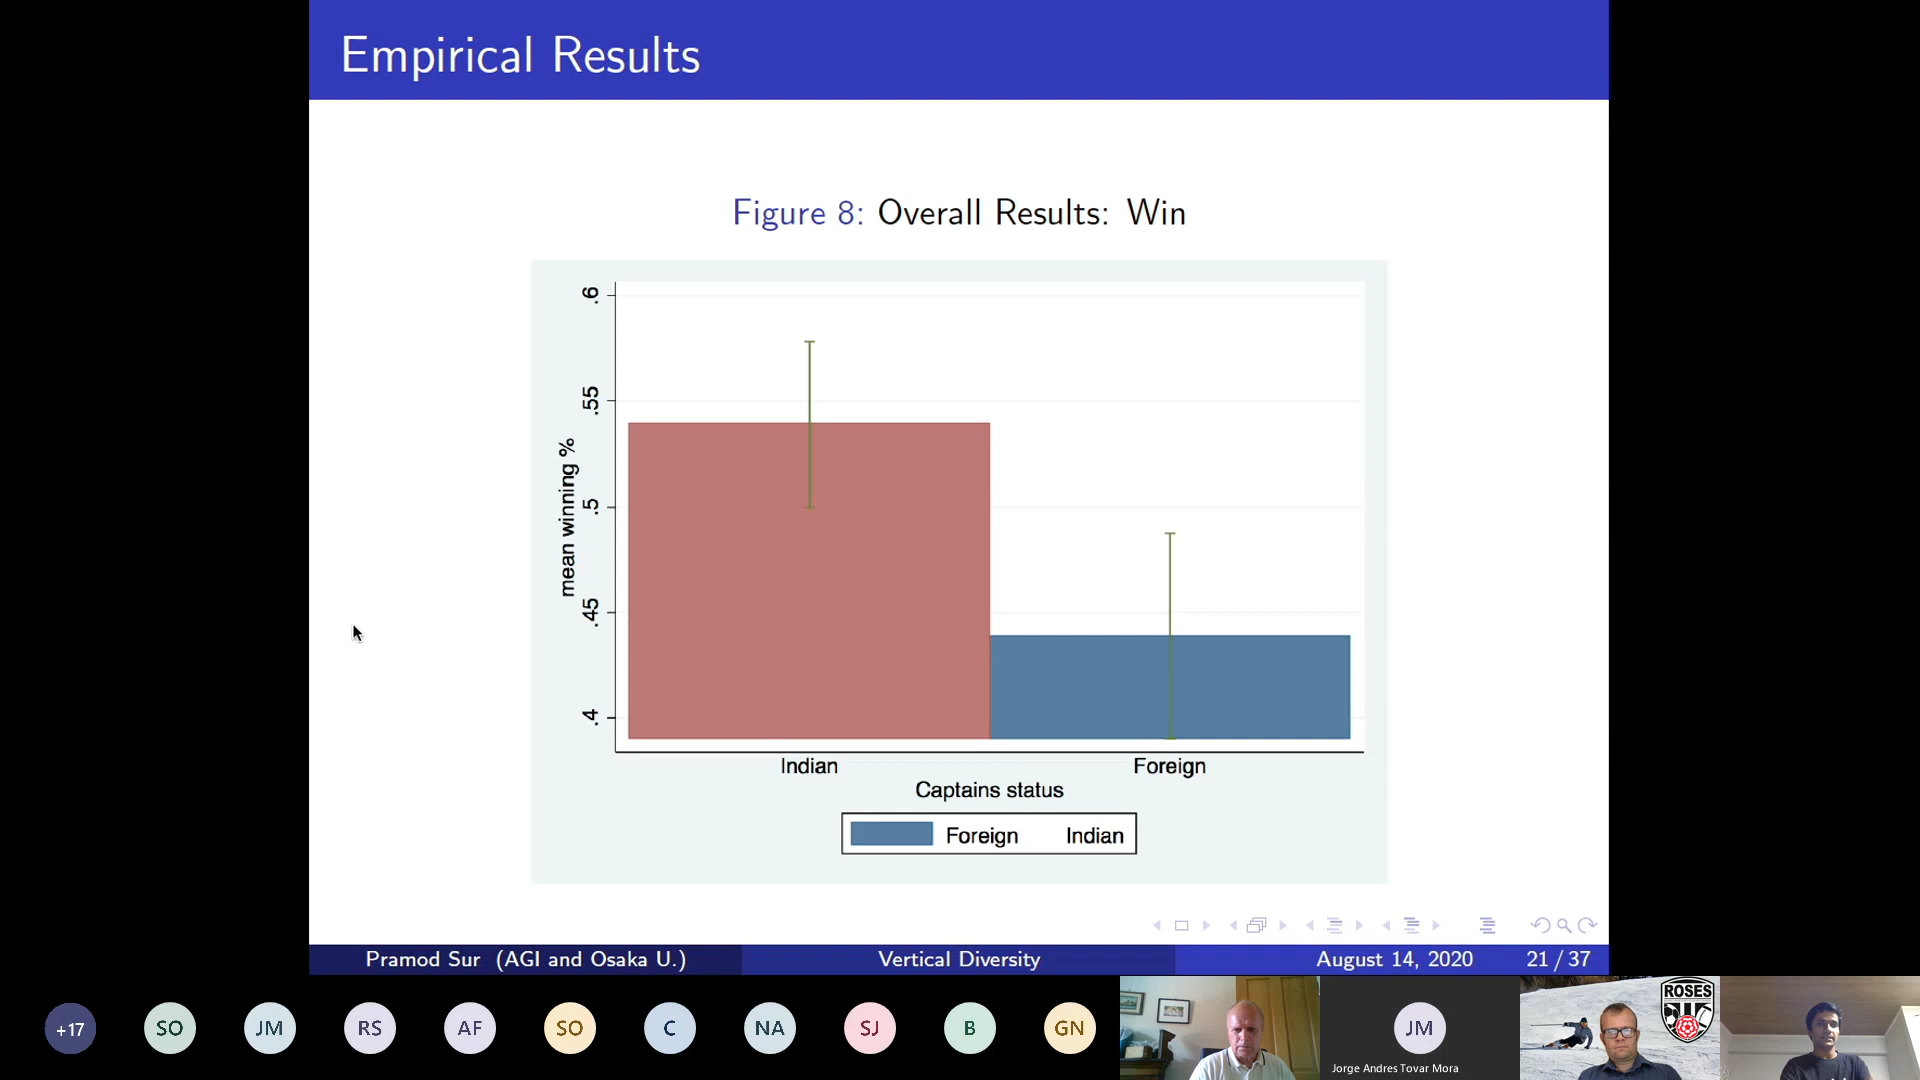 Empirical Results
Figure 8: Overall Results: Win
.6
.55
.5
.45
.4
mean winning %
Indian
Foreign
Captains status
Foreign Indian
Pramod Sur (AGI and Osaka U.)
Vertical Diversity
August 14, 2020
21 / 37
+17
SO
JM
RS
AF
SO
C
NA
SJ
B
GN
JM
Jorge Andres Tovar Mora
ROSES